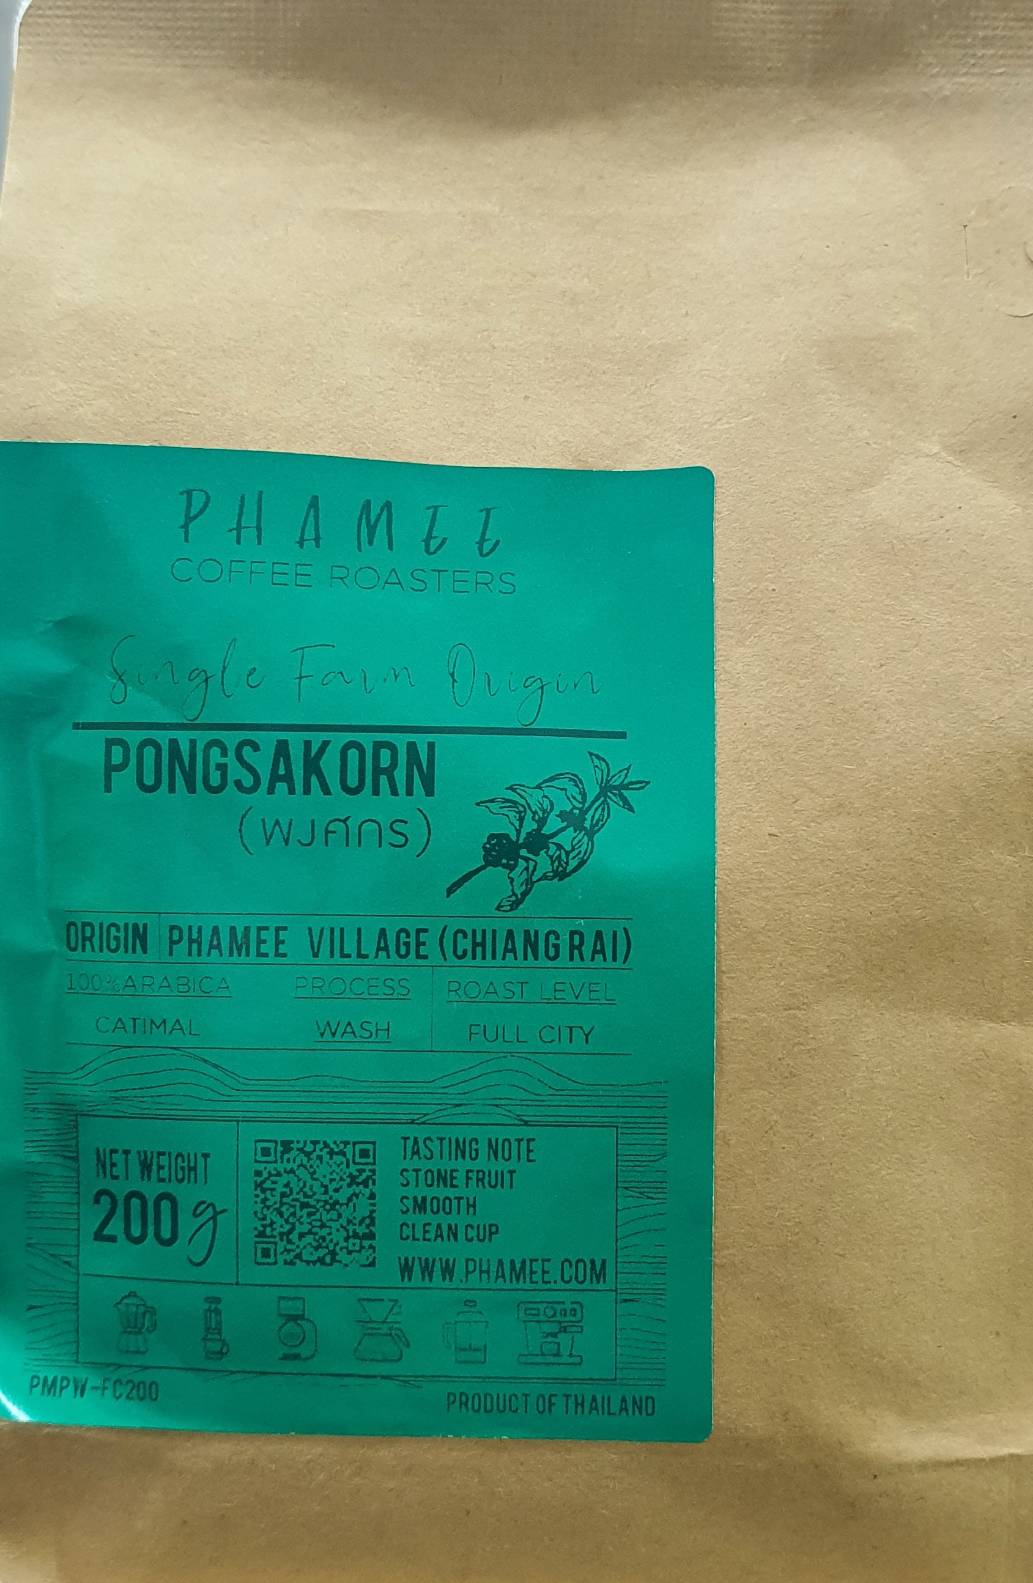 PHAMEE
COFFEE ROASTERS
Single Farm Origin
PONGSAKORN
(พงศกร)
ORIGIN PHAMEE VILLAGE (CHIANG RAI)
100%ARABICA PROCESS ROAST LEVEL
CATIMAL WASH FULL CITY
NET WEIGHT
200g
TASTING NOTE
STONE FRUIT
SMOOTH
CLEAN CUP
WWW.PHAMEE.COM
PMPW-FC200
PRODUCT OF THAILAND